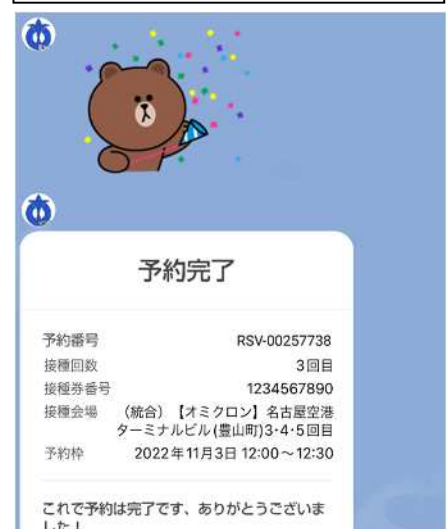 予約完了
予約番号 RSV-00257738
接種回数 3回目
接種券番号 1234567890
接種会場 （統合）【オミクロン】名古屋空港
ターミナルビル(豊山町)3・4・5回目
予約枠 2022年11月3日 12:00～12:30
これで予約は完了です、ありがとうございま
した！